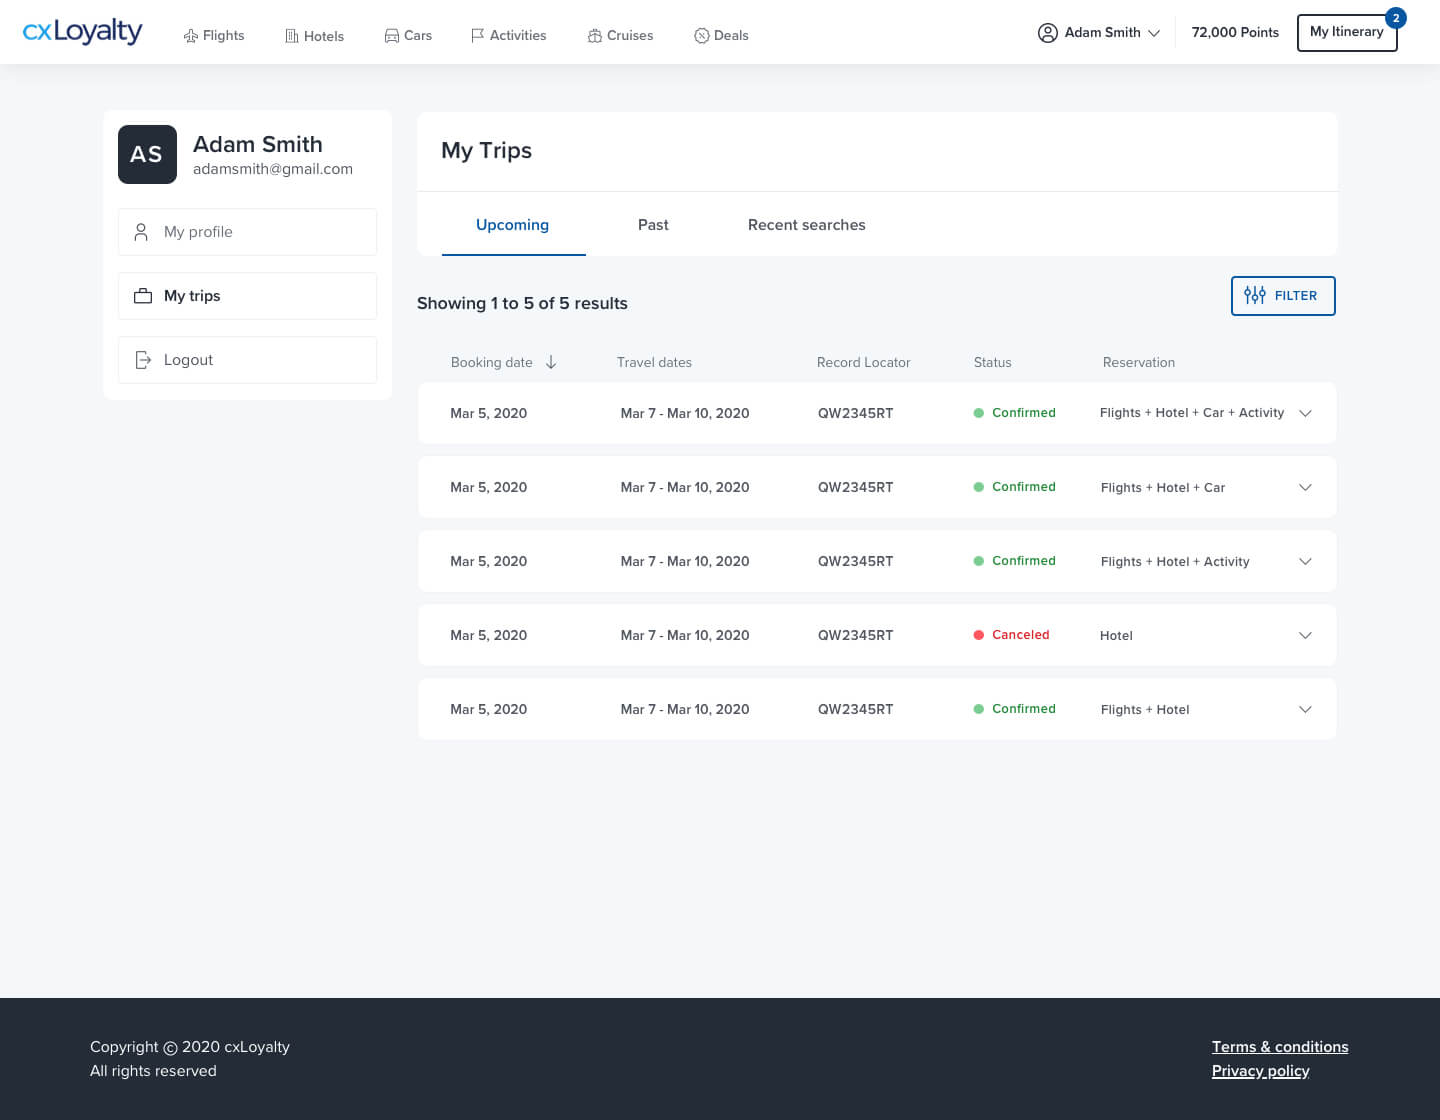 cxLoyalty
Flights
Hotels
Cars
Activities
Cruises
Deals
Adam Smith
72,000 Points
My Itinerary
2
AS
Adam Smith
adamsmith@gmail.com
My profile
My trips
Logout
My Trips
Upcoming
Past
Recent searches
Showing 1 to 5 of 5 results
FILTER
Booking date
Travel dates
Record Locator
Status
Reservation
Mar 5, 2020
Mar 7 - Mar 10, 2020
QW2345RT
Confirmed
Flights + Hotel + Car + Activity
Mar 5, 2020
Mar 7 - Mar 10, 2020
QW2345RT
Confirmed
Flights + Hotel + Car
Mar 5, 2020
Mar 7 - Mar 10, 2020
QW2345RT
Confirmed
Flights + Hotel + Activity
Mar 5, 2020
Mar 7 - Mar 10, 2020
QW2345RT
Canceled
Hotel
Mar 5, 2020
Mar 7 - Mar 10, 2020
QW2345RT
Confirmed
Flights + Hotel
Copyright © 2020 cxLoyalty
All rights reserved
Terms & conditions
Privacy policy